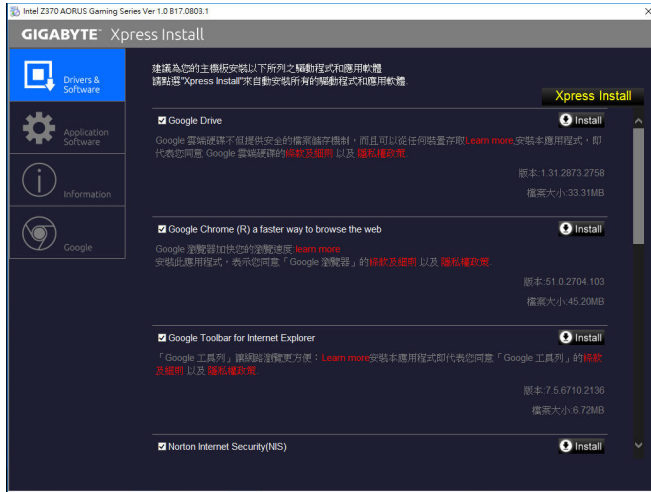 Intel Z370 AORUS Gaming Series Ver 1.0 B17.0803.1
GIGABYTE™ Xpress Install
Drivers &
Software
Application
Software
Information
Google
建議為您的主機板安裝以下所列之驅動程式和應用軟體
請點選"Xpress Install"來自動安裝所有的驅動程式和應用軟體.
Xpress Install
Google Drive
Install
Google 雲端硬碟不但提供安全的檔案儲存機制，而且可以從任何裝置存取Learn more,安裝本應用程式，即
代表您同意 Google 雲端硬碟的條款及細則 以及 隱私權政策.
版本:1.31.2873.2758
檔案大小:33.31MB
Google Chrome (R) a faster way to browse the web
Install
Google 瀏覽器加快您的瀏覽速度:learn more
安裝此應用程式，表示您同意「Google 瀏覽器」的條款及細則 以及 隱私權政策.
版本:51.0.2704.103
檔案大小:45.20MB
Google Toolbar for Internet Explorer
Install
「Google 工具列」讓網路瀏覽更方便：Learn more安裝本應用程式即代表您同意「Google 工具列」的條款
及細則 以及 隱私權政策.
版本:7.5.6710.2136
檔案大小:6.72MB
Norton Internet Security(NIS)
Install